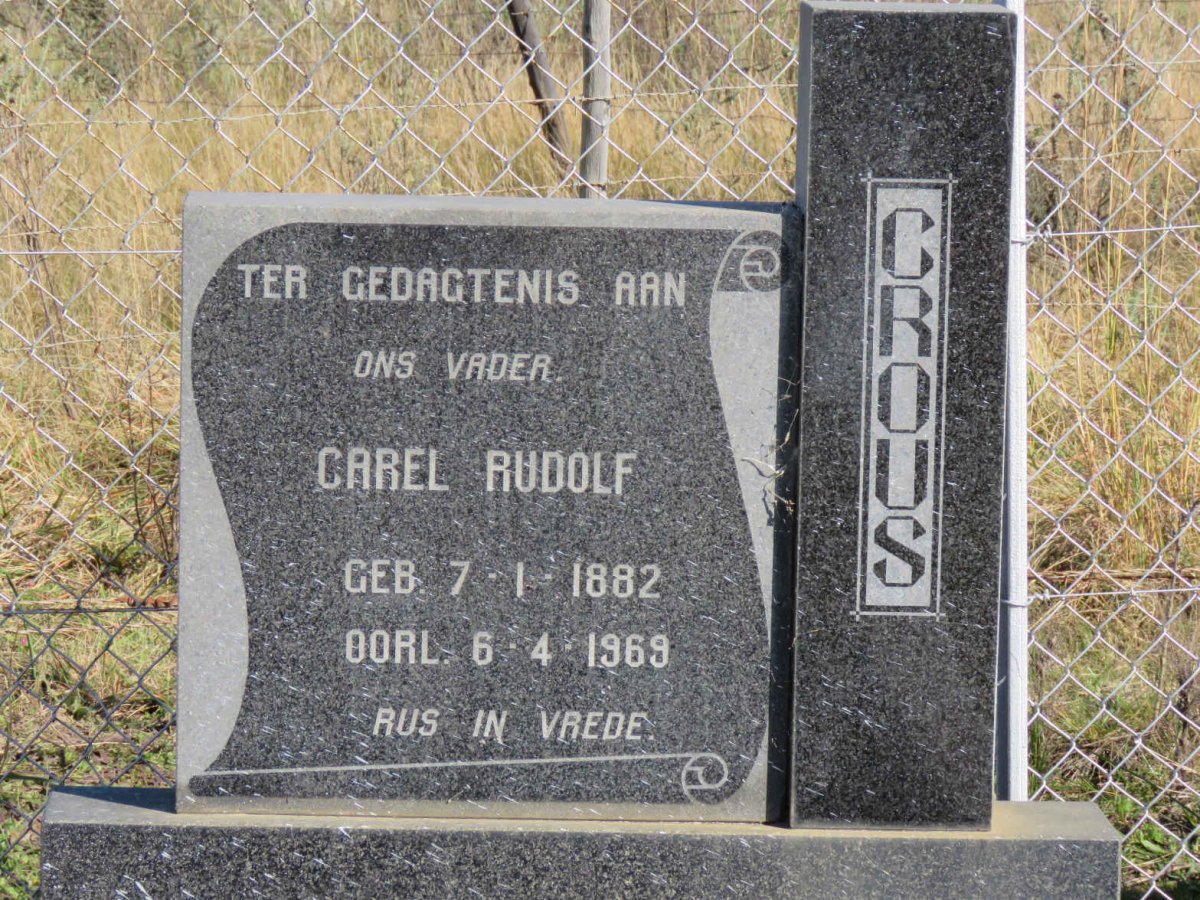 TER GEDAGTENIS AAN
ONS VADER.
CAREL RUDOLF
GEB. 7-1-1882
OORL. 6-4-1969
RUS IN VREDE.
CROUS